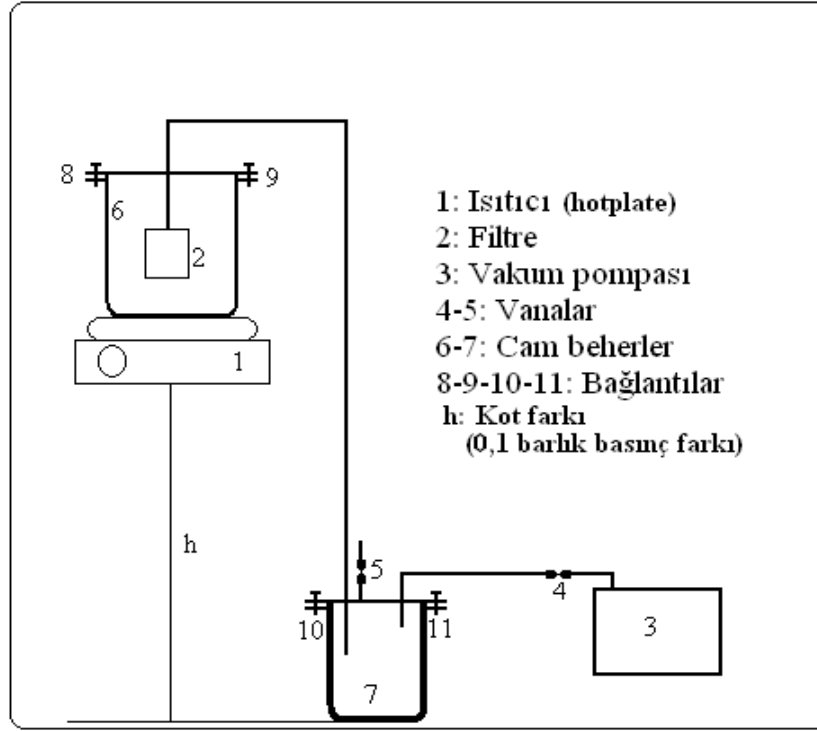 8
9
6
2
1
h
5
4
10
11
3
7
1: Isıtıcı (hotplate)
2: Filtre
3: Vakum pompası
4-5: Vanalar
6-7: Cam beherler
8-9-10-11: Bağlantılar
h: Kot farkı
(0,1 barlık basınç farkı)